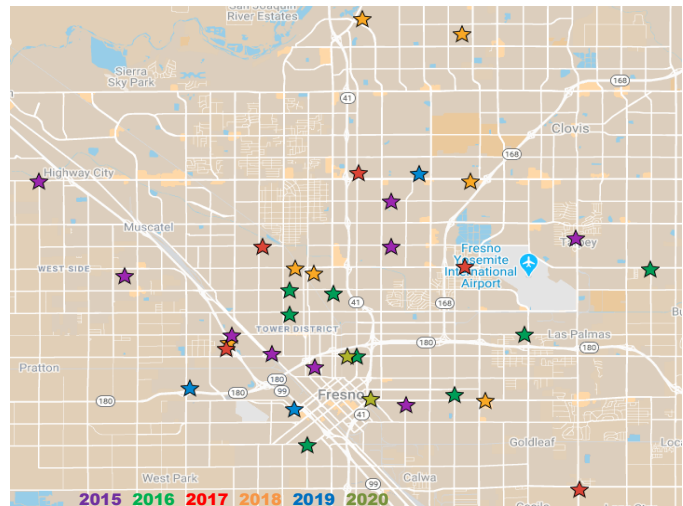 San Joaquin
River Estates
168
Sierra
Sky Park
41
Clovis
168
Highway City
Muscatel
Fresno
Yosemite
International
Airport
WEST SIDE
41
168
TOWER DISTRICT
Las Palmas
180
180
Pratton
180
180
180
99
Fresno
41
Goldleaf
Loca
West Park
Calwa
99
2015 2016 2017 2018 2019 2020